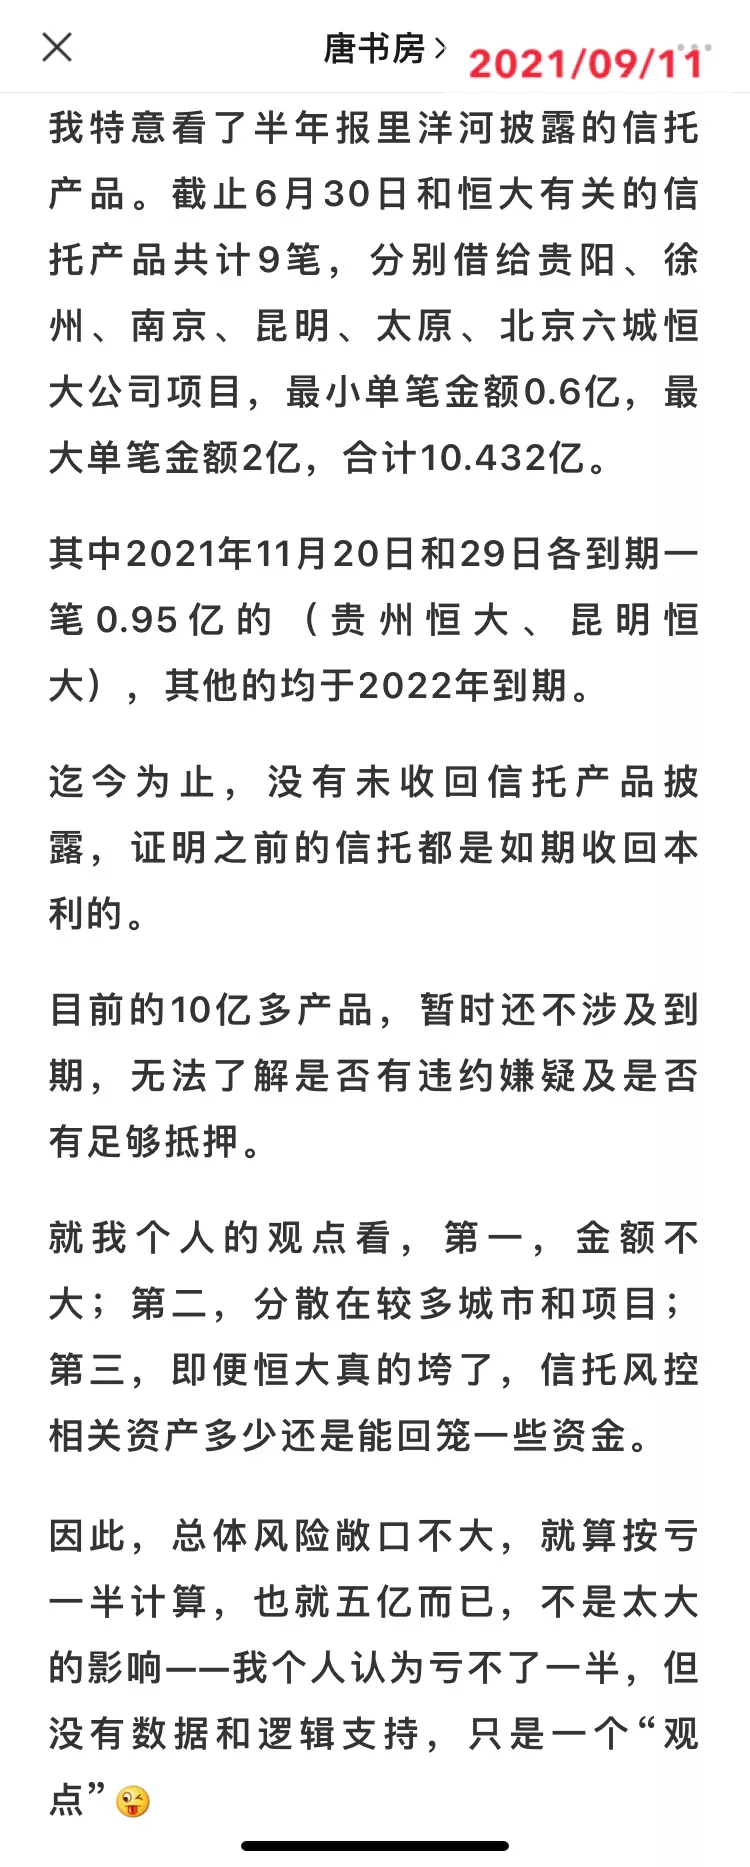 唐书房
2021/09/11
我特意看了半年报里洋河披露的信托
产品。截止6月30日和恒大有关的信
托产品共计9笔，分别借给贵阳、徐
州、南京、昆明、太原、北京六城恒
大公司项目，最小单笔金额0.6亿，最
大单笔金额2亿，合计10.432亿。
其中2021年11月20日和29日各到期一
笔0.95亿的（贵州恒大、昆明恒
大），其他的均于2022年到期。
迄今为止，没有未收回信托产品披
露，证明之前的信托都是如期收回本
利的。
目前的10亿多产品，暂时还不涉及到
期，无法了解是否有违约嫌疑及是否
有足够抵押。
就我个人的观点看，第一，金额不
大；第二，分散在较多城市和项目；
第三，即便恒大真的垮了，信托风控
相关资产多少还是能回笼一些资金。
因此，总体风险敞口不大，就算按亏
一半计算，也就五亿而已，不是太大
的影响——我个人认为亏不了一半，但
没有数据和逻辑支持，只是一个“观
点”😜